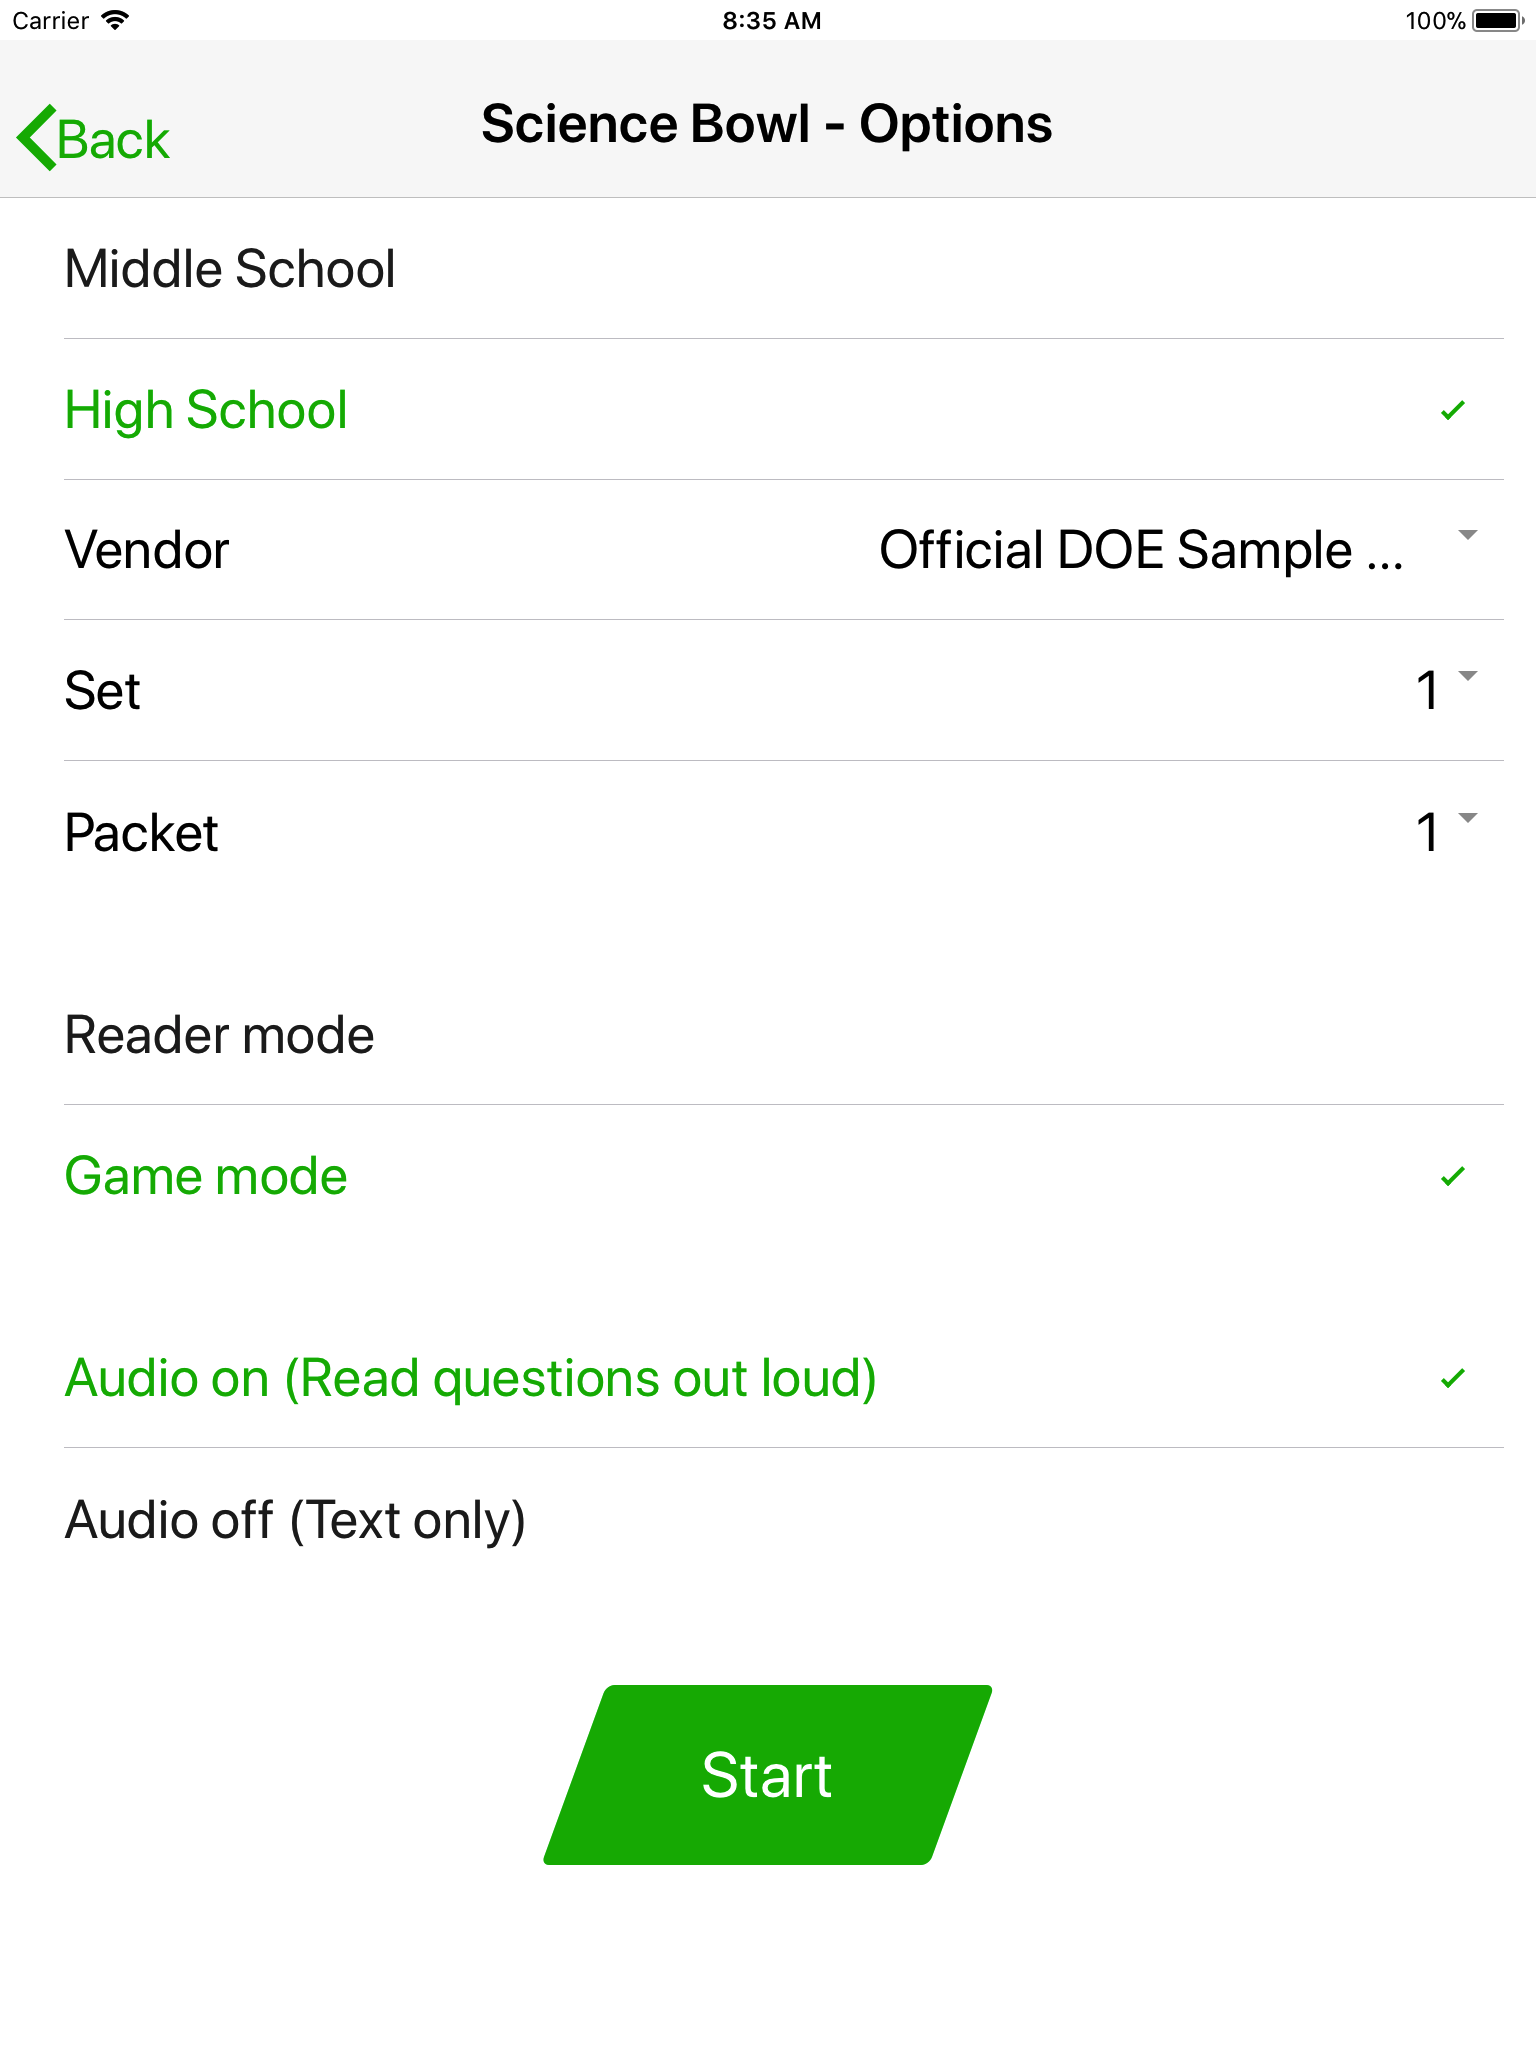 Carrier 8:35 AM 100%
Back Science Bowl - Options
Middle School
High School
Vendor Official DOE Sample ...
Set 1
Packet 1
Reader mode
Game mode
Audio on (Read questions out loud)
Audio off (Text only)
Start